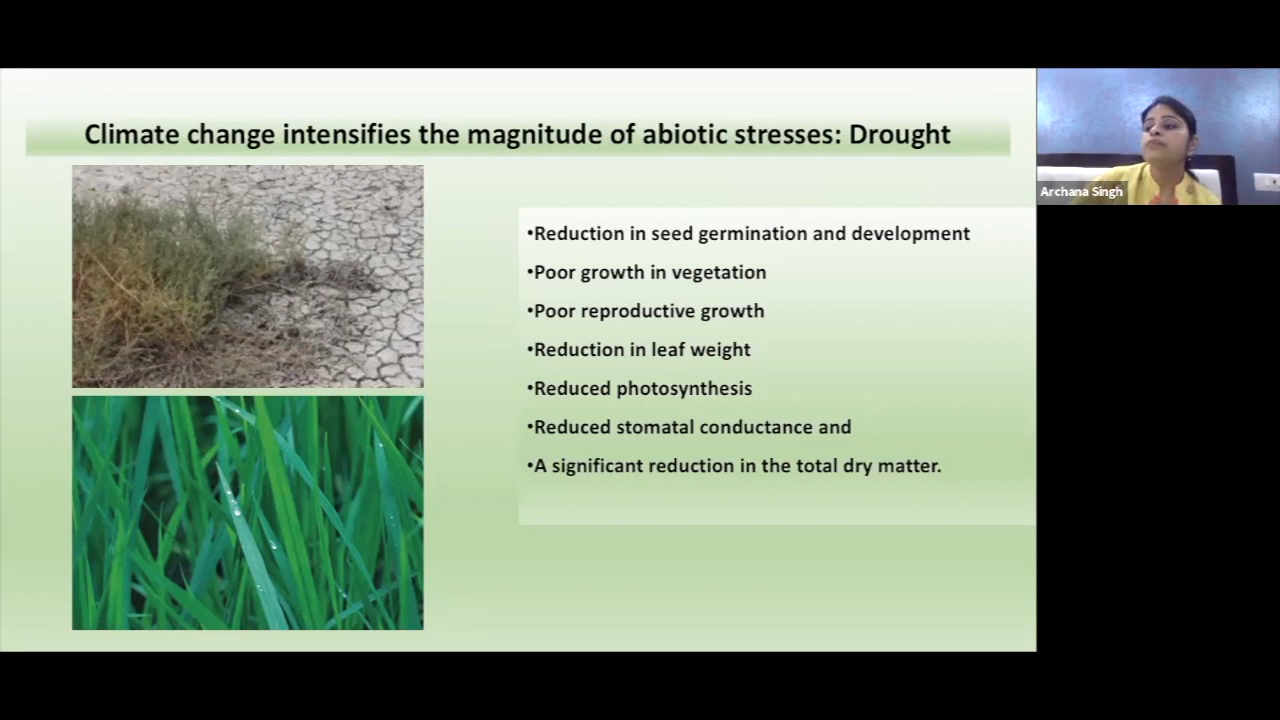 Climate change intensifies the magnitude of abiotic stresses: Drought
•Reduction in seed germination and development
•Poor growth in vegetation
•Poor reproductive growth
•Reduction in leaf weight
•Reduced photosynthesis
•Reduced stomatal conductance and
•A significant reduction in the total dry matter.
Archana Singh